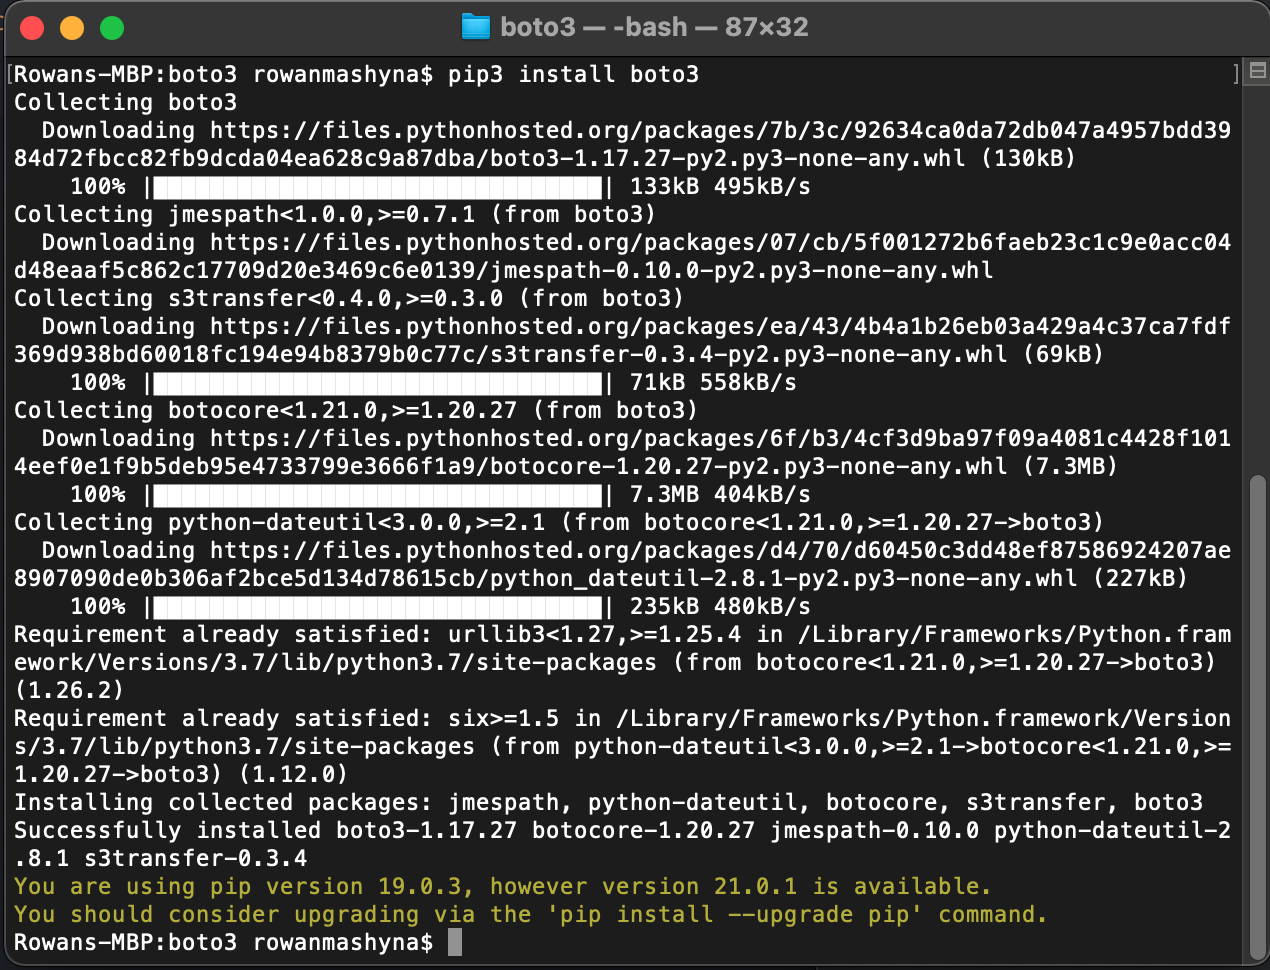 boto3 — -bash — 87×32
[Rowans-MBP:boto3 rowanmashyna$ pip3 install boto3 ]
Collecting boto3
  Downloading https://files.pythonhosted.org/packages/7b/3c/92634ca0da72db047a4957bdd39
84d72fbcc82fb9dcda04ea628c9a87dba/boto3-1.17.27-py2.py3-none-any.whl (130kB)
    100% |████████████████████████████████| 133kB 495kB/s
Collecting jmespath<1.0.0,>=0.7.1 (from boto3)
  Downloading https://files.pythonhosted.org/packages/07/cb/5f001272b6faeb23c1c9e0acc04
d48eaaf5c862c17709d20e3469c6e0139/jmespath-0.10.0-py2.py3-none-any.whl
Collecting s3transfer<0.4.0,>=0.3.0 (from boto3)
  Downloading https://files.pythonhosted.org/packages/ea/43/4b4a1b26eb03a429a4c37ca7fdf
369d938bd60018fc194e94b8379b0c77c/s3transfer-0.3.4-py2.py3-none-any.whl (69kB)
    100% |████████████████████████████████| 71kB 558kB/s
Collecting botocore<1.21.0,>=1.20.27 (from boto3)
  Downloading https://files.pythonhosted.org/packages/6f/b3/4cf3d9ba97f09a4081c4428f101
4eef0e1f9b5deb95e4733799e3666f1a9/botocore-1.20.27-py2.py3-none-any.whl (7.3MB)
    100% |████████████████████████████████| 7.3MB 404kB/s
Collecting python-dateutil<3.0.0,>=2.1 (from botocore<1.21.0,>=1.20.27->boto3)
  Downloading https://files.pythonhosted.org/packages/d4/70/d60450c3dd48ef87586924207ae
8907090de0b306af2bce5d134d78615cb/python_dateutil-2.8.1-py2.py3-none-any.whl (227kB)
    100% |████████████████████████████████| 235kB 480kB/s
Requirement already satisfied: urllib3<1.27,>=1.25.4 in /Library/Frameworks/Python.fram
ework/Versions/3.7/lib/python3.7/site-packages (from botocore<1.21.0,>=1.20.27->boto3)
(1.26.2)
Requirement already satisfied: six>=1.5 in /Library/Frameworks/Python.framework/Version
s/3.7/lib/python3.7/site-packages (from python-dateutil<3.0.0,>=2.1->botocore<1.21.0,>=
1.20.27->boto3) (1.12.0)
Installing collected packages: jmespath, python-dateutil, botocore, s3transfer, boto3
Successfully installed boto3-1.17.27 botocore-1.20.27 jmespath-0.10.0 python-dateutil-2
.8.1 s3transfer-0.3.4
You are using pip version 19.0.3, however version 21.0.1 is available.
You should consider upgrading via the 'pip install --upgrade pip' command.
Rowans-MBP:boto3 rowanmashyna$